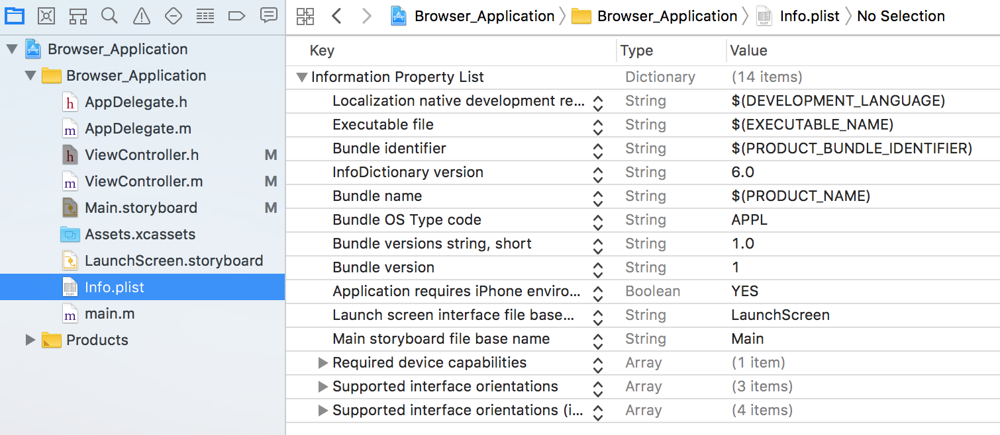 Browser_Application Browser_Application Info.plist No Selection
Browser_Application
Browser_Application
h AppDelegate.h
m AppDelegate.m
h ViewController.h M
m ViewController.m M
Main.storyboard M
Assets.xcassets
LaunchScreen.storyboard
PLIST Info.plist
m main.m
Products
Key Type Value
Information Property List Dictionary (14 items)
Localization native development re... String $(DEVELOPMENT_LANGUAGE)
Executable file String $(EXECUTABLE_NAME)
Bundle identifier String $(PRODUCT_BUNDLE_IDENTIFIER)
InfoDictionary version String 6.0
Bundle name String $(PRODUCT_NAME)
Bundle OS Type code String APPL
Bundle versions string, short String 1.0
Bundle version String 1
Application requires iPhone enviro... Boolean YES
Launch screen interface file base... String LaunchScreen
Main storyboard file base name String Main
Required device capabilities Array (1 item)
Supported interface orientations Array (3 items)
Supported interface orientations (i... Array (4 items)